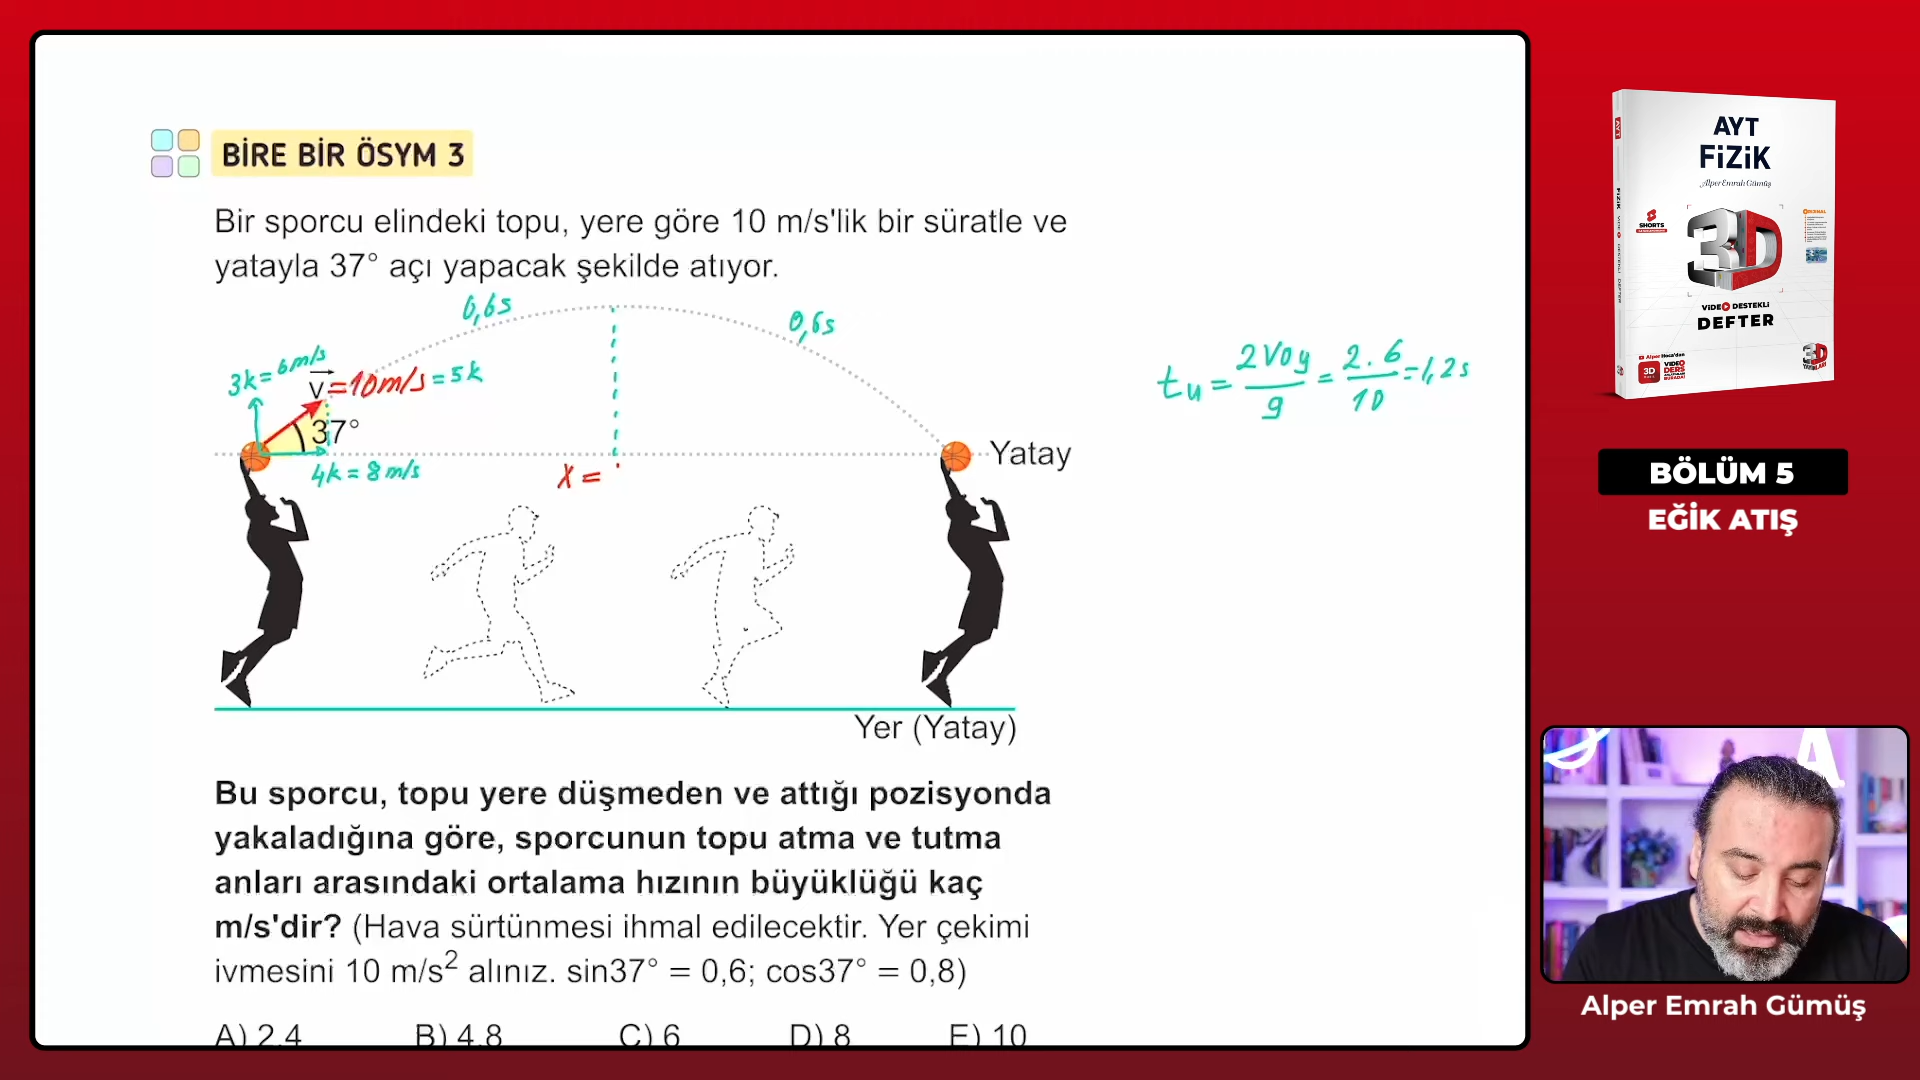 BİRE BİR ÖSYM 3
Bir sporcu elindeki topu, yere göre 10 m/s'lik bir süratle ve
yatayla 37° açı yapacak şekilde atıyor.
0,6s
0,6s
3k=6m/s
v=10m/s=5k
37°
4k=8m/s
Yatay
x=
tu=2V0y/g=2.6/10=1,2s
Yer (Yatay)
Bu sporcu, topu yere düşmeden ve attığı pozisyonda
yakaladığına göre, sporcunun topu atma ve tutma
anları arasındaki ortalama hızının büyüklüğü kaç
m/s'dir? (Hava sürtünmesi ihmal edilecektir. Yer çekimi
ivmesini 10 m/s² alınız. sin37° = 0,6; cos37° = 0,8)
A) 2,4 B) 4,8 C) 6 D) 8 E) 10
AYT
FİZİK
Alper Emrah Gümüş
SHORTS
3D
VİDEO DESTEKLİ
DEFTER
BÖLÜM 5
EĞİK ATIŞ
Alper Emrah Gümüş